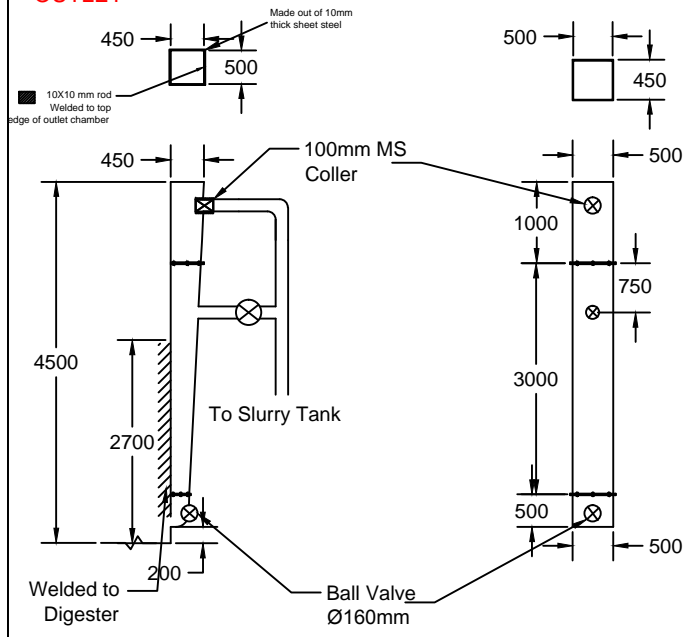 450
Made out of 10mm
thick sheet steel
500
10X10 mm rod
Welded to top
edge of outlet chamber
500
450
450
100mm MS
Coller
500
1000
750
4500
3000
To Slurry Tank
2700
500
200
500
Welded to
Digester
Ball Valve
Ø160mm